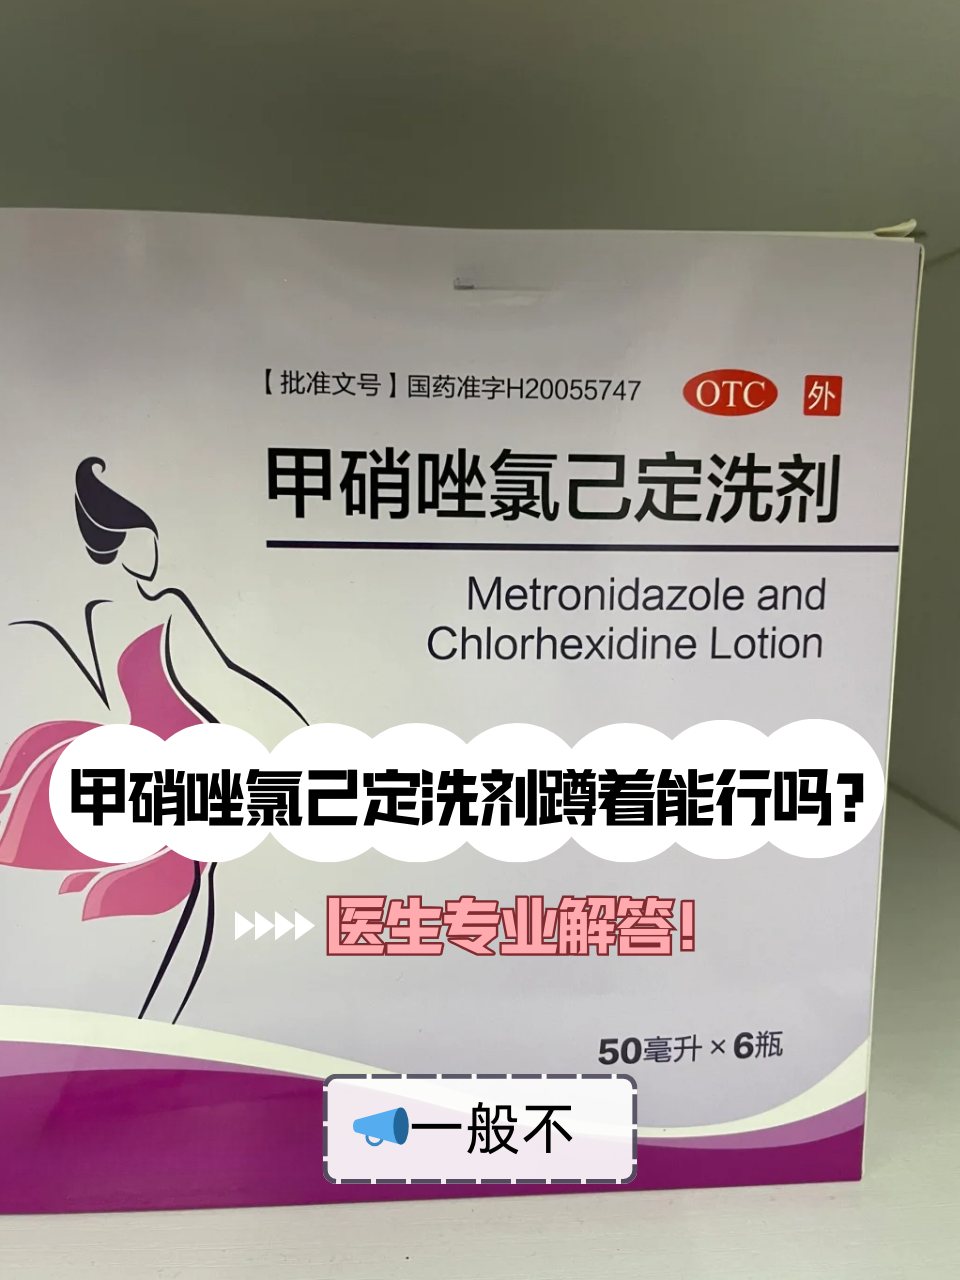 【批准文号】国药准字H20055747
OTC 外
甲硝唑氯己定洗剂
Metronidazole and
Chlorhexidine Lotion
甲硝唑氯己定洗剂蹲着能行吗?
医生专业解答!
50毫升×6瓶
一般不